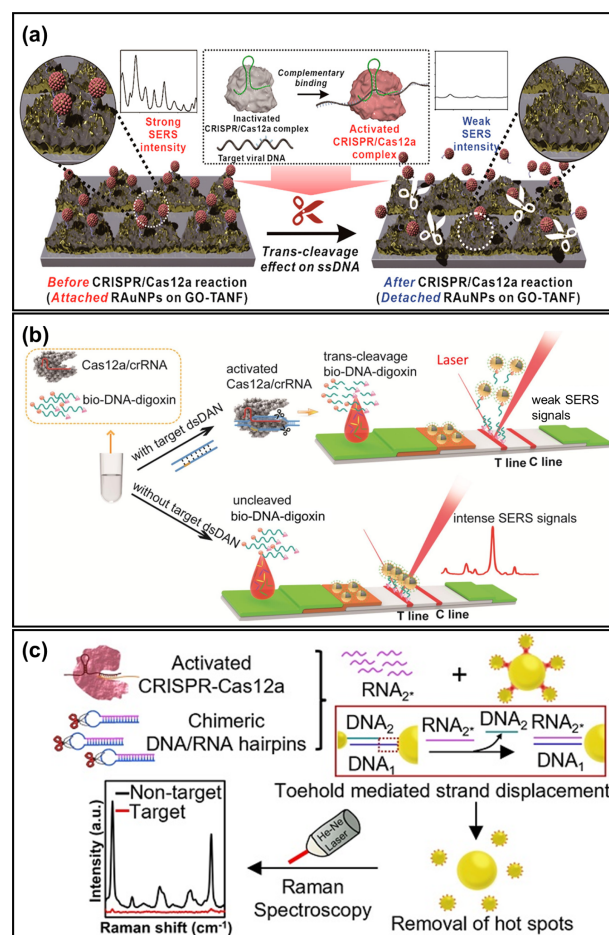 (a)
Strong
SERS
intensity
Complementary
binding
Inactivated
CRISPR/Cas12a complex
Target viral DNA
Activated
CRISPR/Cas12a
complex
Weak
SERS
intensity
Trans-cleavage
effect on ssDNA
Before CRISPR/Cas12a reaction
(Attached RAuNPs on GO-TANF)
After CRISPR/Cas12a reaction
(Detached RAuNPs on GO-TANF)
(b)
Cas12a/crRNA
bio-DNA-digoxin
with target dsDAN
activated
Cas12a/crRNA
trans-cleavage
bio-DNA-digoxin
Laser
weak SERS
signals
T line C line
without target dsDAN
uncleaved
bio-DNA-digoxin
intense SERS signals
T line C line
(c)
Activated
CRISPR-Cas12a
Chimeric
DNA/RNA hairpins
RNA2*
+
DNA2 RNA2* DNA2 RNA2*
DNA1 DNA1
Toehold mediated strand displacement
Non-target
Target
Intensity (a.u.)
Raman shift (cm-1)
He-Ne
Laser
Raman
Spectroscopy
Removal of hot spots